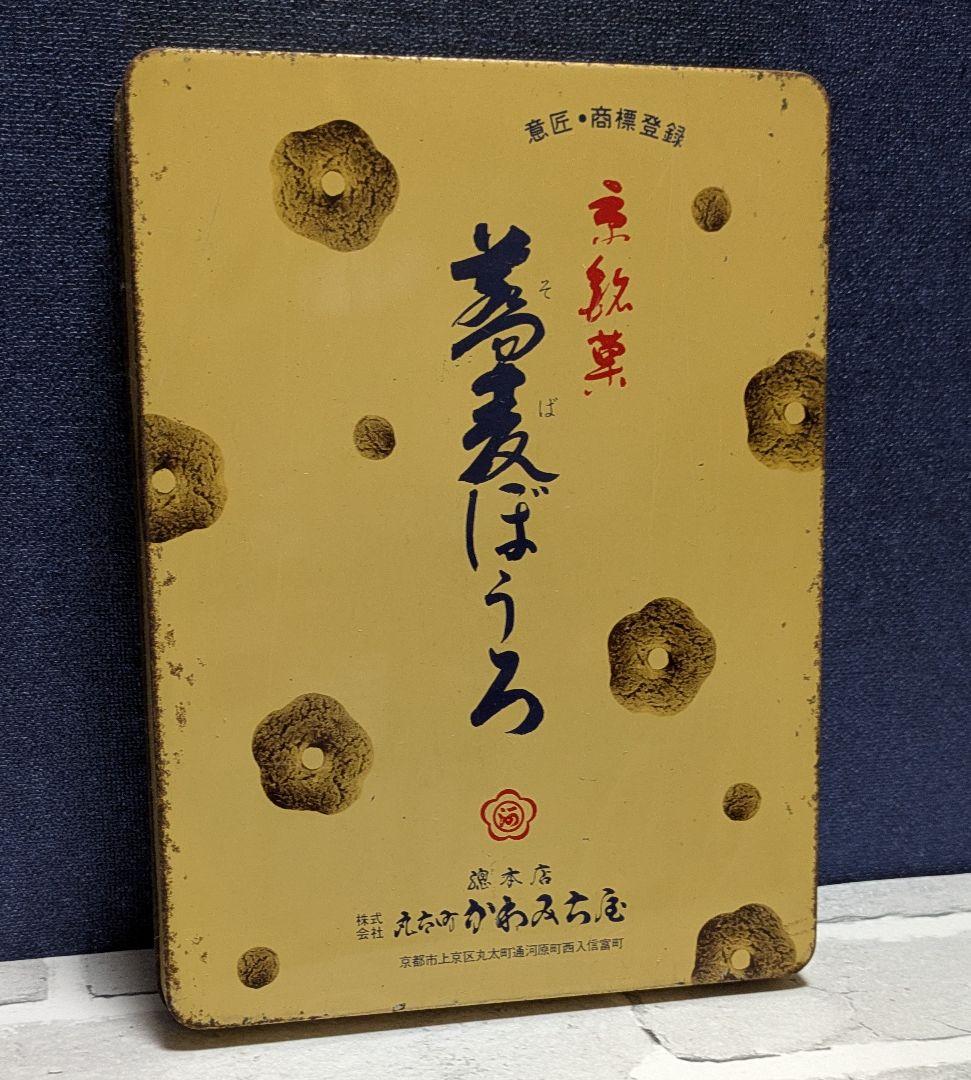 意匠・商標登録
京銘菓
蕎麦ぼうろ
そば
河
總本店
株式会社 丸太町かわみち屋
京都市上京区丸太町通河原町西入信富町